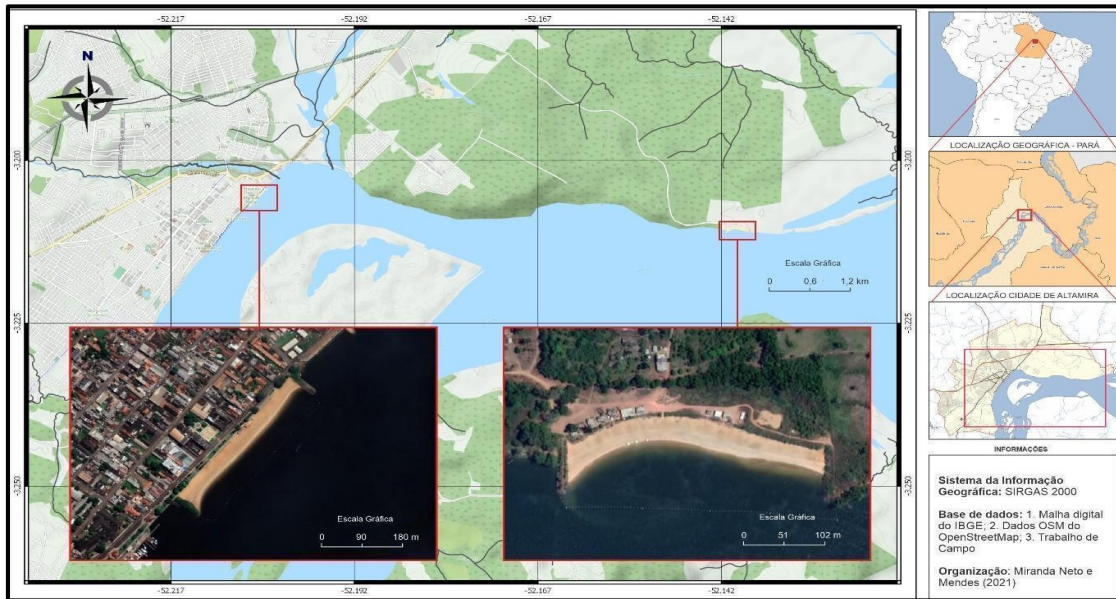 -52.217 -52.192 -52.167 -52.142
N
-3.200
-3.225
-3.250
Escala Gráfica
0 0,6 1,2 km
Escala Gráfica
0 90 180 m
Escala Gráfica
0 51 102 m
-52.217 -52.192 -52.167 -52.142
-3.200
-3.225
-3.250
LOCALIZAÇÃO GEOGRÁFICA - PARÁ
LOCALIZAÇÃO CIDADE DE ALTAMIRA
INFORMAÇÕES
Sistema da Informação
Geográfica: SIRGAS 2000
Base de dados: 1. Malha digital
do IBGE; 2. Dados OSM do
OpenStreetMap; 3. Trabalho de
Campo
Organização: Miranda Neto e
Mendes (2021)